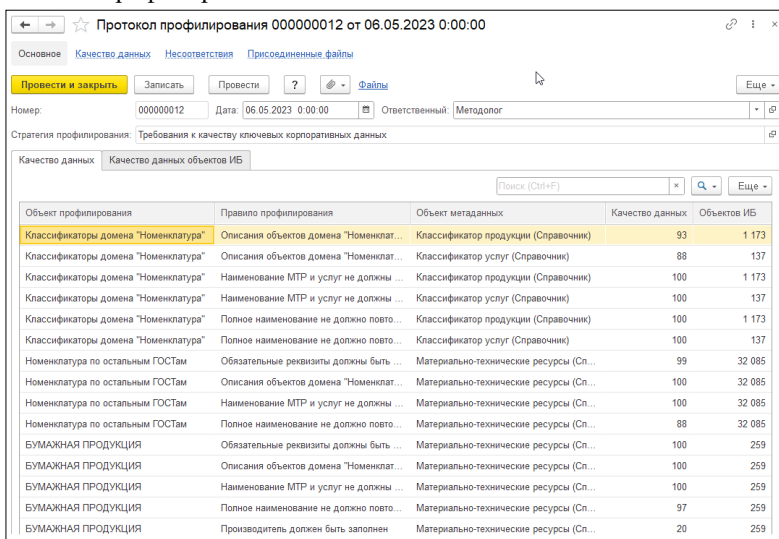 Протокол профилирования 000000012 от 06.05.2023 0:00:00
Основное Качество данных Несоответствия Присоединенные файлы
Провести и закрыть Записать Провести ? Файлы Еще
Номер: 000000012 Дата: 06.05.2023 0:00:00 Ответственный: Методолог
Стратегия профилирования: Требования к качеству ключевых корпоративных данных
Качество данных Качество данных объектов ИБ
Поиск (Ctrl+F) × Еще
Объект профилирования Правило профилирования Объект метаданных Качество данных Объектов ИБ
Классификаторы домена "Номенклатура" Описания объектов домена "Номенклат... Классификатор продукции (Справочник) 93 1 173
Классификаторы домена "Номенклатура" Описания объектов домена "Номенклат... Классификатор услуг (Справочник) 88 137
Классификаторы домена "Номенклатура" Наименование МТР и услуг не должны ... Классификатор продукции (Справочник) 100 1 173
Классификаторы домена "Номенклатура" Наименование МТР и услуг не должны ... Классификатор услуг (Справочник) 100 137
Классификаторы домена "Номенклатура" Полное наименование не должно повто... Классификатор продукции (Справочник) 100 1 173
Классификаторы домена "Номенклатура" Полное наименование не должно повто... Классификатор услуг (Справочник) 100 137
Номенклатура по остальным ГОСТам Обязательные реквизиты должны быть ... Материально-технические ресурсы (Сп... 99 32 085
Номенклатура по остальным ГОСТам Описания объектов домена "Номенклат... Материально-технические ресурсы (Сп... 100 32 085
Номенклатура по остальным ГОСТам Наименование МТР и услуг не должны ... Материально-технические ресурсы (Сп... 100 32 085
Номенклатура по остальным ГОСТам Полное наименование не должно повто... Материально-технические ресурсы (Сп... 88 32 085
БУМАЖНАЯ ПРОДУКЦИЯ Обязательные реквизиты должны быть ... Материально-технические ресурсы (Сп... 100 259
БУМАЖНАЯ ПРОДУКЦИЯ Описания объектов домена "Номенклат... Материально-технические ресурсы (Сп... 100 259
БУМАЖНАЯ ПРОДУКЦИЯ Наименование МТР и услуг не должны ... Материально-технические ресурсы (Сп... 100 259
БУМАЖНАЯ ПРОДУКЦИЯ Полное наименование не должно повто... Материально-технические ресурсы (Сп... 97 259
БУМАЖНАЯ ПРОДУКЦИЯ Производитель должен быть заполнен Материально-технические ресурсы (Сп... 20 259